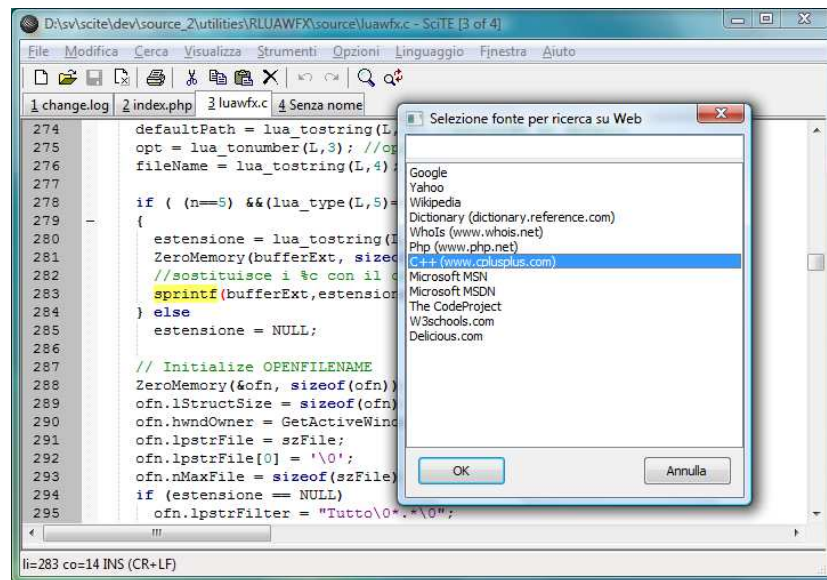 D:\sv\scite\dev\source_2\utilities\RLUAWFX\source\luawfx.c - SciTE [3 of 4]
File Modifica Cerca Visualizza Strumenti Opzioni Linguaggio Finestra Aiuto
1 change.log 2 index.php 3 luawfx.c 4 Senza nome
274 defaultPath = lua_tostring(L,
275 opt = lua_tonumber(L,3); //op
276 fileName = lua_tostring(L,4);
277
278 if ( (n==5) &&(lua_type(L,5)=
279 {
280 estensione = lua_tostring(
281 ZeroMemory(bufferExt, sizeo
282 //sostituisce i %c con il
283 sprintf(bufferExt,estension
284 } else
285 estensione = NULL;
286
287 // Initialize OPENFILENAME
288 ZeroMemory(&ofn, sizeof(ofn))
289 ofn.lStructSize = sizeof(ofn)
290 ofn.hwndOwner = GetActiveWind
291 ofn.lpstrFile = szFile;
292 ofn.lpstrFile[0] = '\0';
293 ofn.nMaxFile = sizeof(szFile)
294 if (estensione == NULL)
295 ofn.lpstrFilter = "Tutto\0*.*\0";
li=283 co=14 INS (CR+LF)
Selezione fonte per ricerca su Web
Google
Yahoo
Wikipedia
Dictionary (dictionary.reference.com)
WhoIs (www.whois.net)
Php (www.php.net)
C++ (www.cplusplus.com)
Microsoft MSN
Microsoft MSDN
The CodeProject
W3schools.com
Delicious.com
OK Annulla